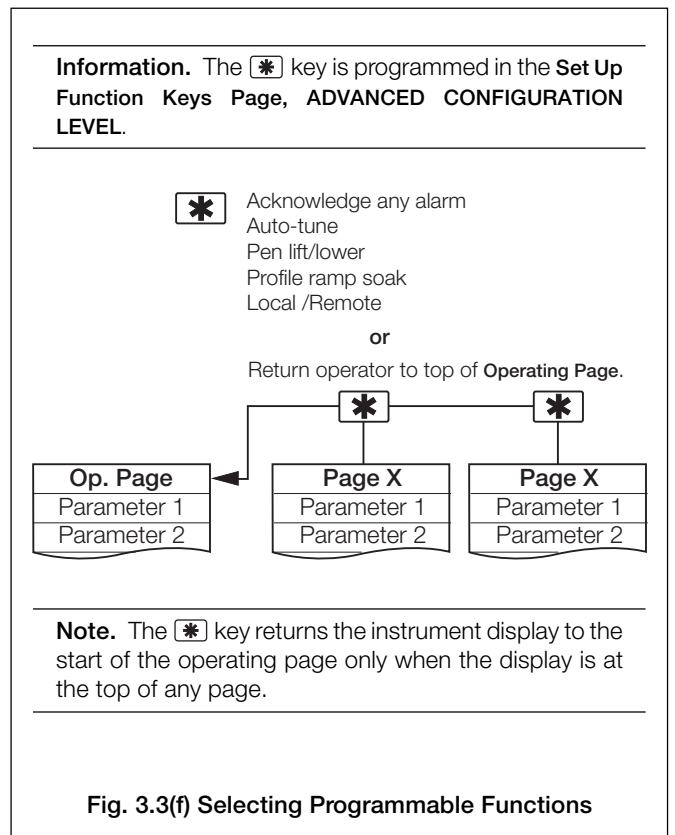 Information. The ✱ key is programmed in the Set Up
Function Keys Page, ADVANCED CONFIGURATION
LEVEL.
✱ Acknowledge any alarm
Auto-tune
Pen lift/lower
Profile ramp soak
Local /Remote
or
Return operator to top of Operating Page.
✱ ✱
Op. Page Page X Page X
Parameter 1 Parameter 1 Parameter 1
Parameter 2 Parameter 2 Parameter 2
Note. The ✱ key returns the instrument display to the
start of the operating page only when the display is at
the top of any page.
Fig. 3.3(f) Selecting Programmable Functions